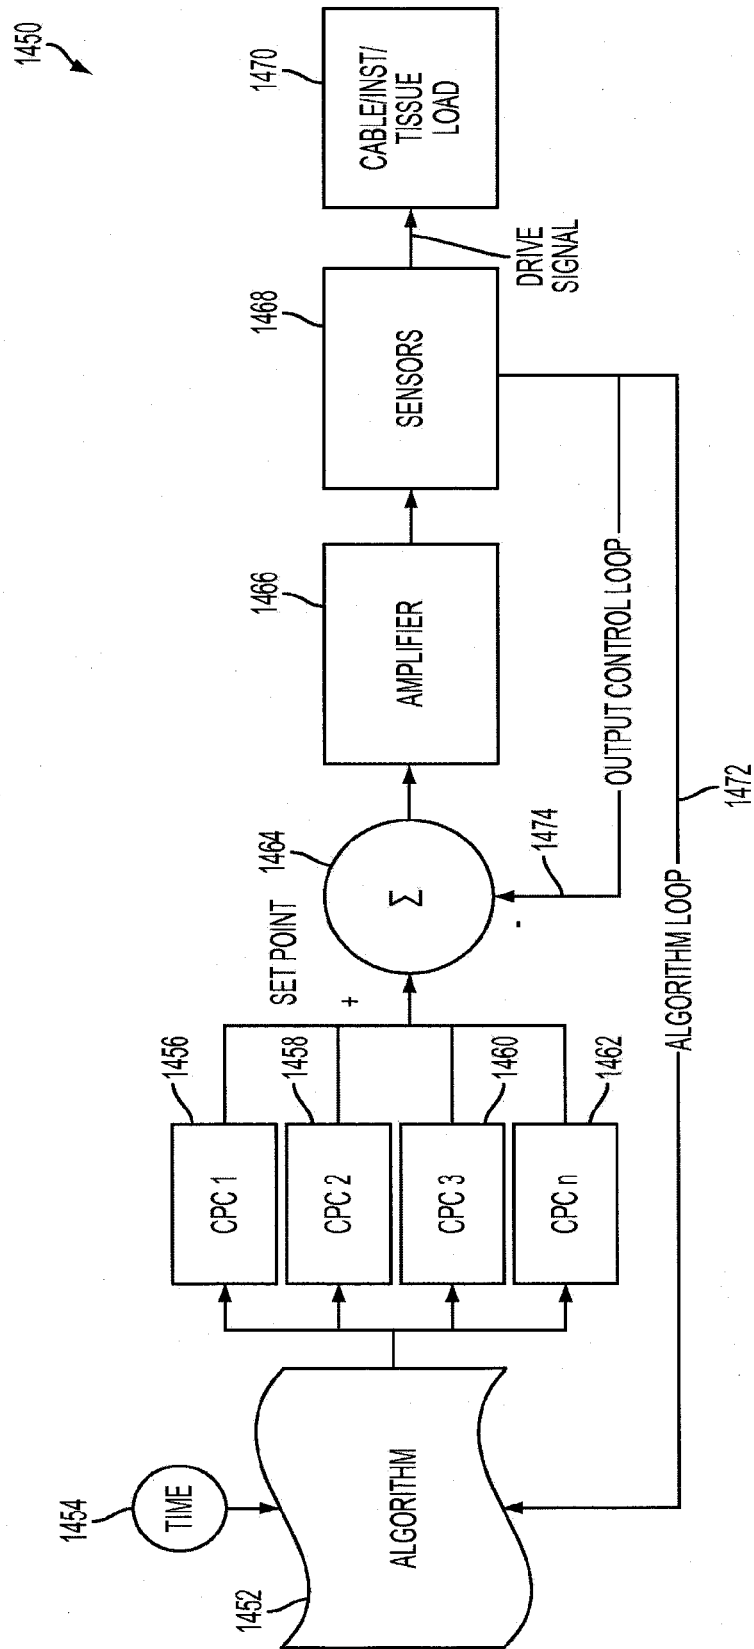 1450
1454
TIME
1452
ALGORITHM
1456
CPC 1
1458
CPC 2
1460
CPC 3
1462
CPC n
SET POINT
+
1464
Σ
-
1474
1466
AMPLIFIER
1468
SENSORS
DRIVE
SIGNAL
1470
CABLE/INST/
TISSUE
LOAD
OUTPUT CONTROL LOOP
ALGORITHM LOOP
1472